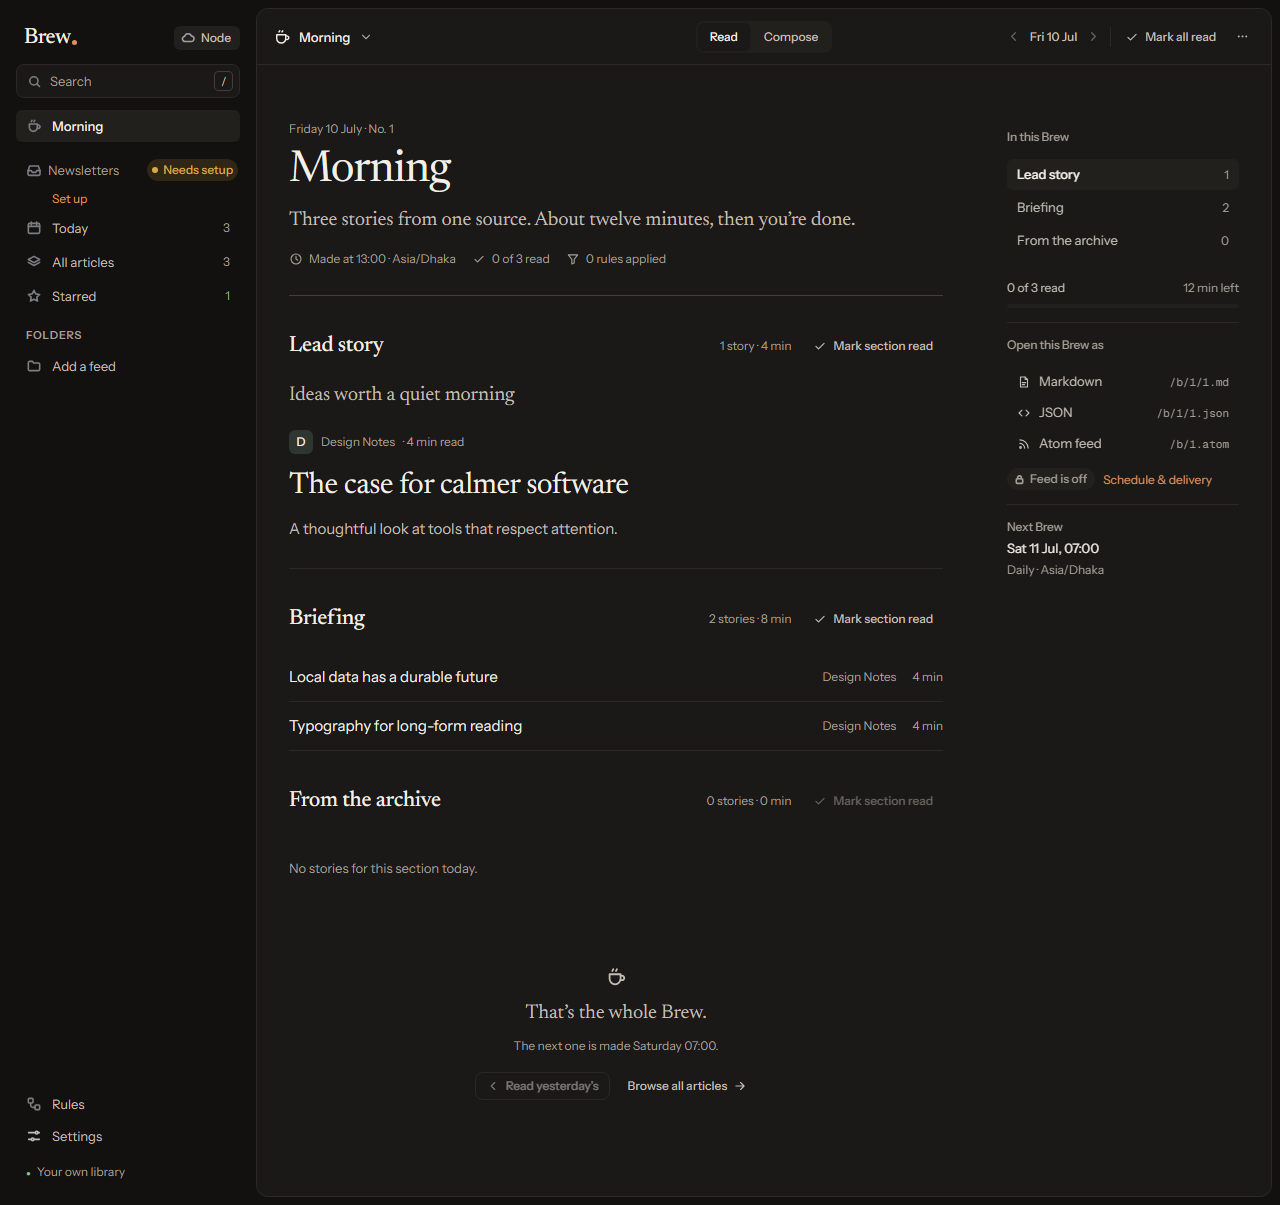 Brew.
Node
Search
/
Morning
Newsletters
Needs setup
Set up
Today 3
All articles 3
Starred 1
FOLDERS
Add a feed
Rules
Settings
Your own library
Morning
Read
Compose
Fri 10 Jul
Mark all read
Friday 10 July · No. 1
Morning
Three stories from one source. About twelve minutes, then you’re done.
Made at 13:00 · Asia/Dhaka
0 of 3 read
0 rules applied
Lead story
1 story · 4 min
Mark section read
Ideas worth a quiet morning
D
Design Notes · 4 min read
The case for calmer software
A thoughtful look at tools that respect attention.
Briefing
2 stories · 8 min
Mark section read
Local data has a durable future
Design Notes 4 min
Typography for long-form reading
Design Notes 4 min
From the archive
0 stories · 0 min
Mark section read
No stories for this section today.
That’s the whole Brew.
The next one is made Saturday 07:00.
Read yesterday’s
Browse all articles
In this Brew
Lead story 1
Briefing 2
From the archive 0
0 of 3 read
12 min left
Open this Brew as
Markdown /b/1/1.md
JSON /b/1/1.json
Atom feed /b/1.atom
Feed is off
Schedule & delivery
Next Brew
Sat 11 Jul, 07:00
Daily · Asia/Dhaka